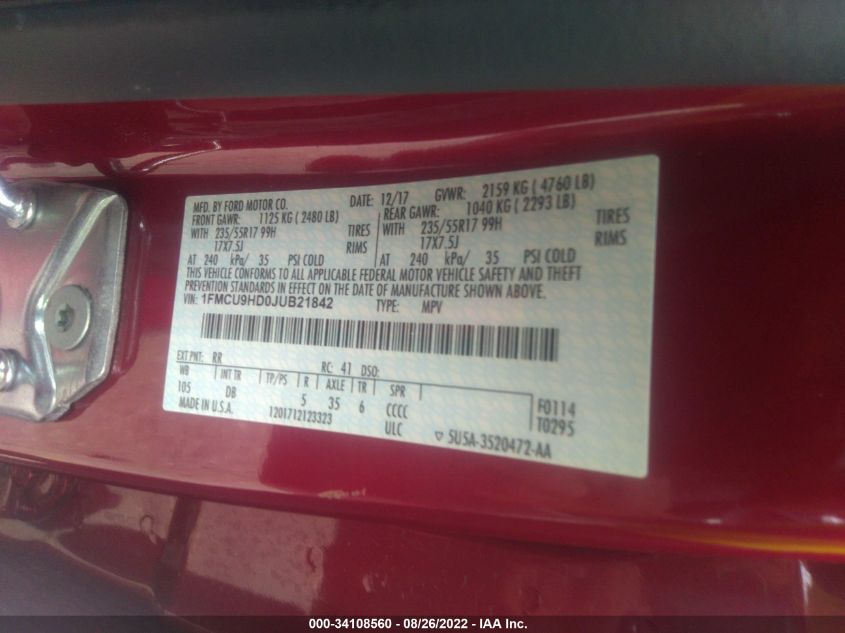 MFD. BY FORD MOTOR CO. DATE: 12/17 GVWR: 2159 KG ( 4760 LB)
FRONT GAWR: 1125 KG ( 2480 LB) REAR GAWR: 1040 KG ( 2293 LB)
WITH 235/55R17 99H TIRES WITH 235/55R17 99H TIRES
17X7.5J RIMS 17X7.5J RIMS
AT 240 kPa/ 35 PSI COLD AT 240 kPa/ 35 PSI COLD
THIS VEHICLE CONFORMS TO ALL APPLICABLE FEDERAL MOTOR VEHICLE SAFETY AND THEFT
PREVENTION STANDARDS IN EFFECT ON THE DATE OF MANUFACTURE SHOWN ABOVE.
VIN: 1FMCU9HD0JUB21842 TYPE: MPV
EXT PNT: RR RC: 41 DSO:
WB INT TR TP/PS R AXLE TR SPR
105 DB 5 35 6 CCCC F0114
MADE IN U.S.A. 1201712123323 ULC T0295
▽ 5U5A-3520472-AA
000-34108560 - 08/26/2022 - IAA Inc.